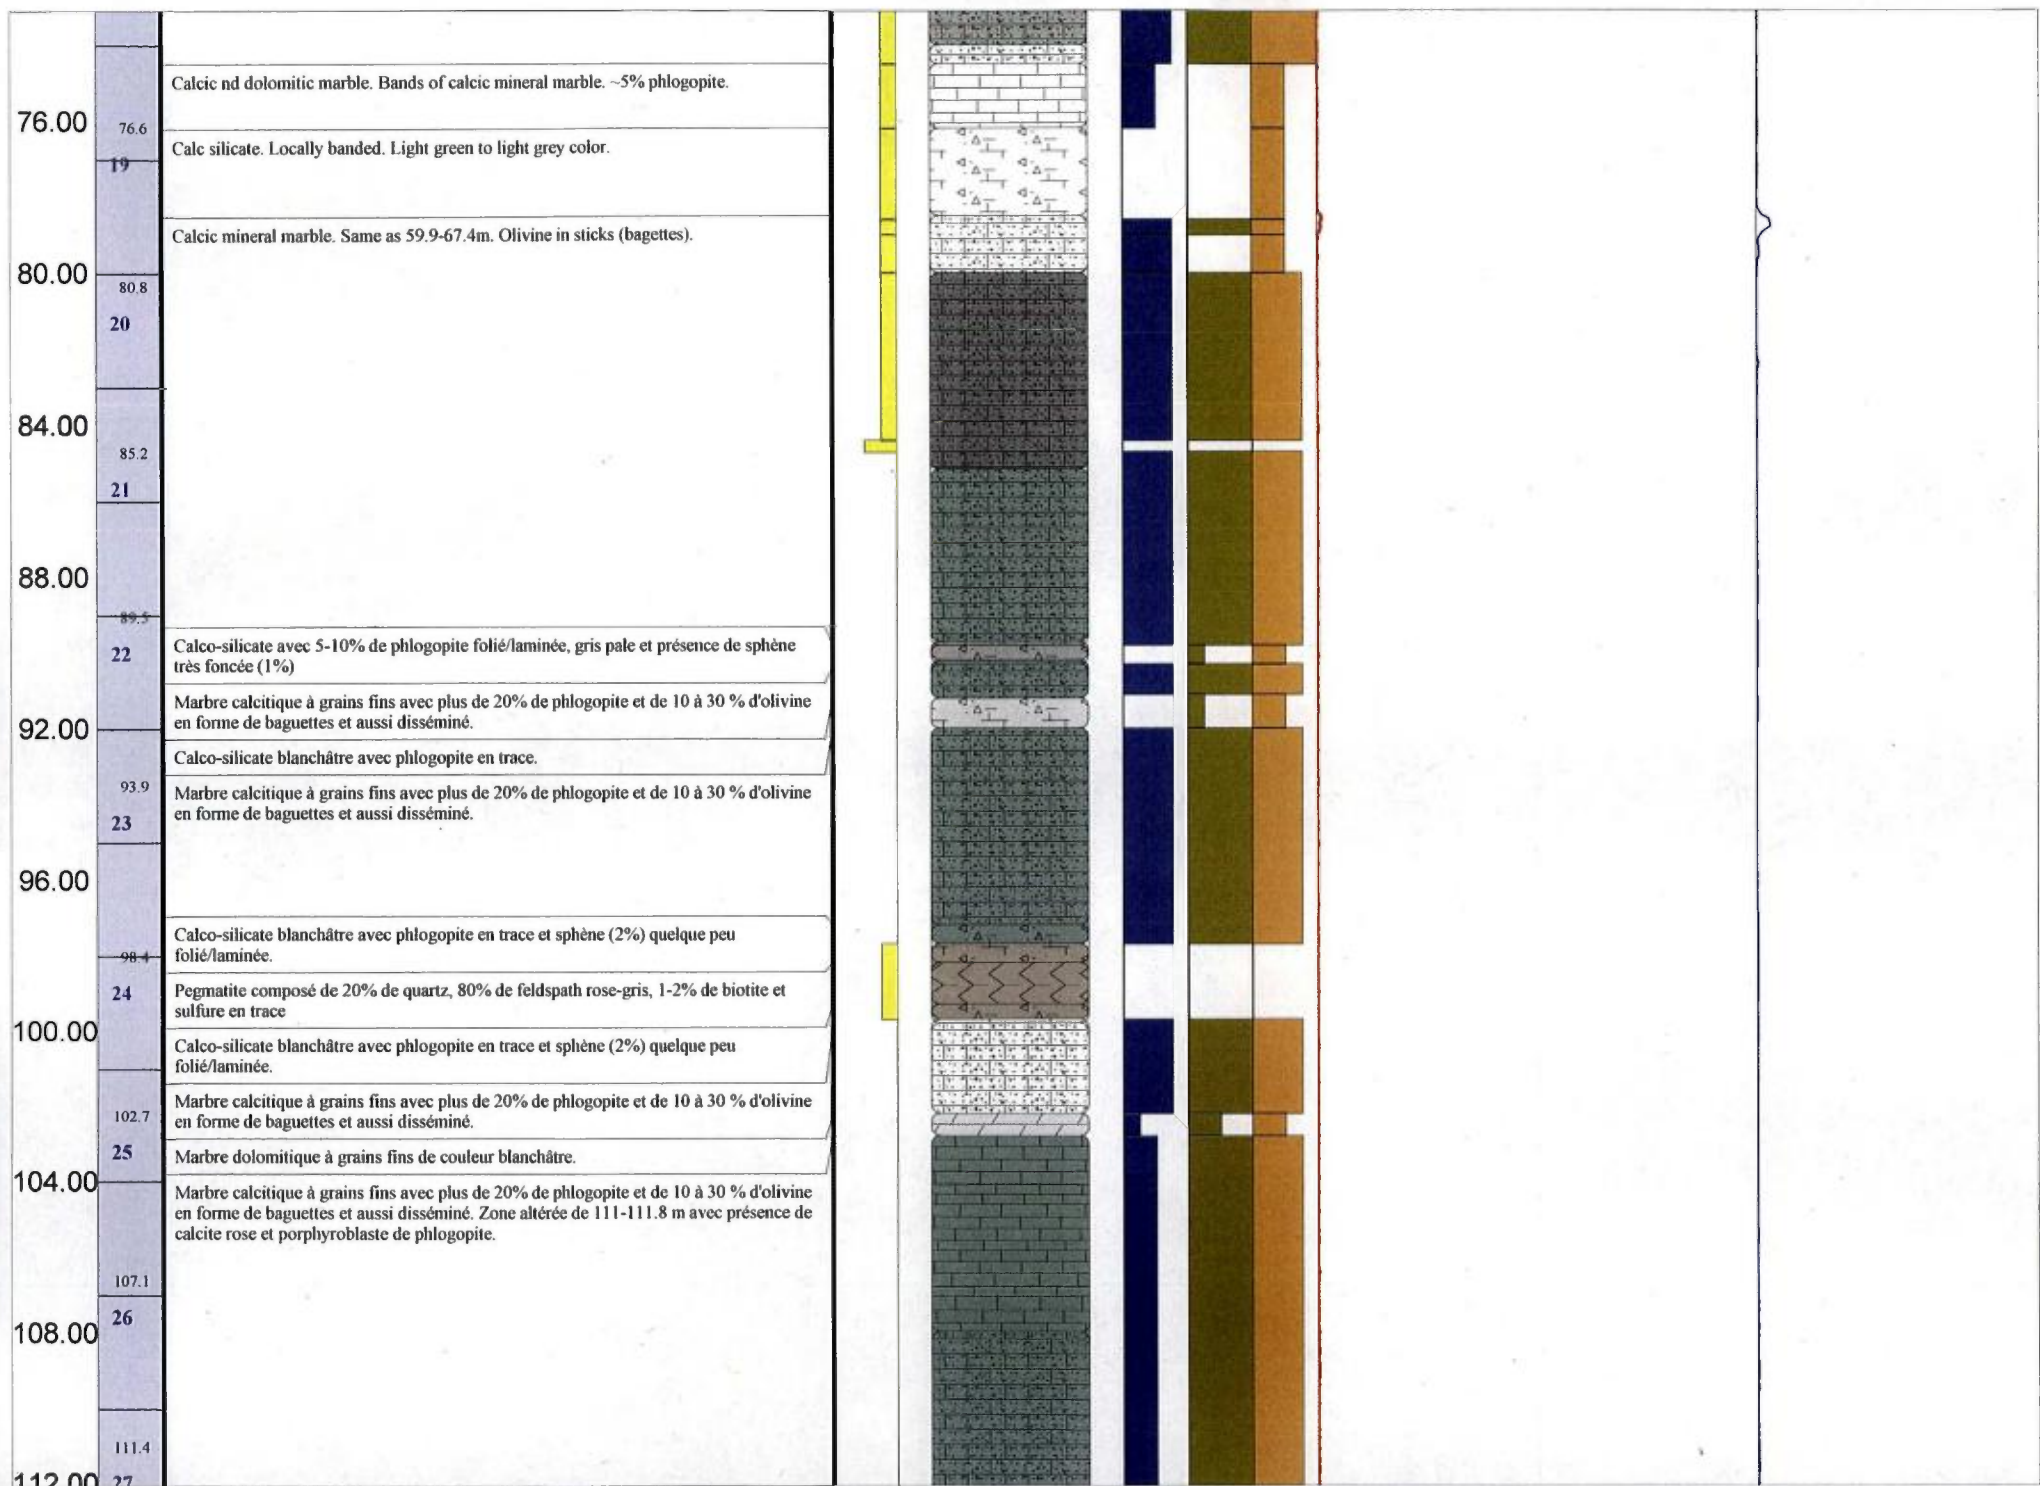 Calcic nd dolomitic marble. Bands of calcic mineral marble. ~5% phlogopite.
76.00
76.6
Calc silicate. Locally banded. Light green to light grey color.
19
Calcic mineral marble. Same as 59.9-67.4m. Olivine in sticks (bagettes).
80.00
80.8
20
84.00
85.2
21
88.00
89.5
Calco-silicate avec 5-10% de phlogopite folié/laminée, gris pale et présence de sphène
très foncée (1%)
22
Marbre calcitique à grains fins avec plus de 20% de phlogopite et de 10 à 30 % d'olivine
en forme de baguettes et aussi disséminé.
92.00
Calco-silicate blanchâtre avec phlogopite en trace.
93.9
Marbre calcitique à grains fins avec plus de 20% de phlogopite et de 10 à 30 % d'olivine
en forme de baguettes et aussi disséminé.
23
96.00
Calco-silicate blanchâtre avec phlogopite en trace et sphène (2%) quelque peu
folié/laminée.
98.4
24
Pegmatite composé de 20% de quartz, 80% de feldspath rose-gris, 1-2% de biotite et
sulfure en trace
100.00
Calco-silicate blanchâtre avec phlogopite en trace et sphène (2%) quelque peu
folié/laminée.
102.7
Marbre calcitique à grains fins avec plus de 20% de phlogopite et de 10 à 30 % d'olivine
en forme de baguettes et aussi disséminé.
25
Marbre dolomitique à grains fins de couleur blanchâtre.
104.00
Marbre calcitique à grains fins avec plus de 20% de phlogopite et de 10 à 30 % d'olivine
en forme de baguettes et aussi disséminé. Zone altérée de 111-111.8 m avec présence de
calcite rose et porphyroblaste de phlogopite.
107.1
26
108.00
111.4
112.00
27